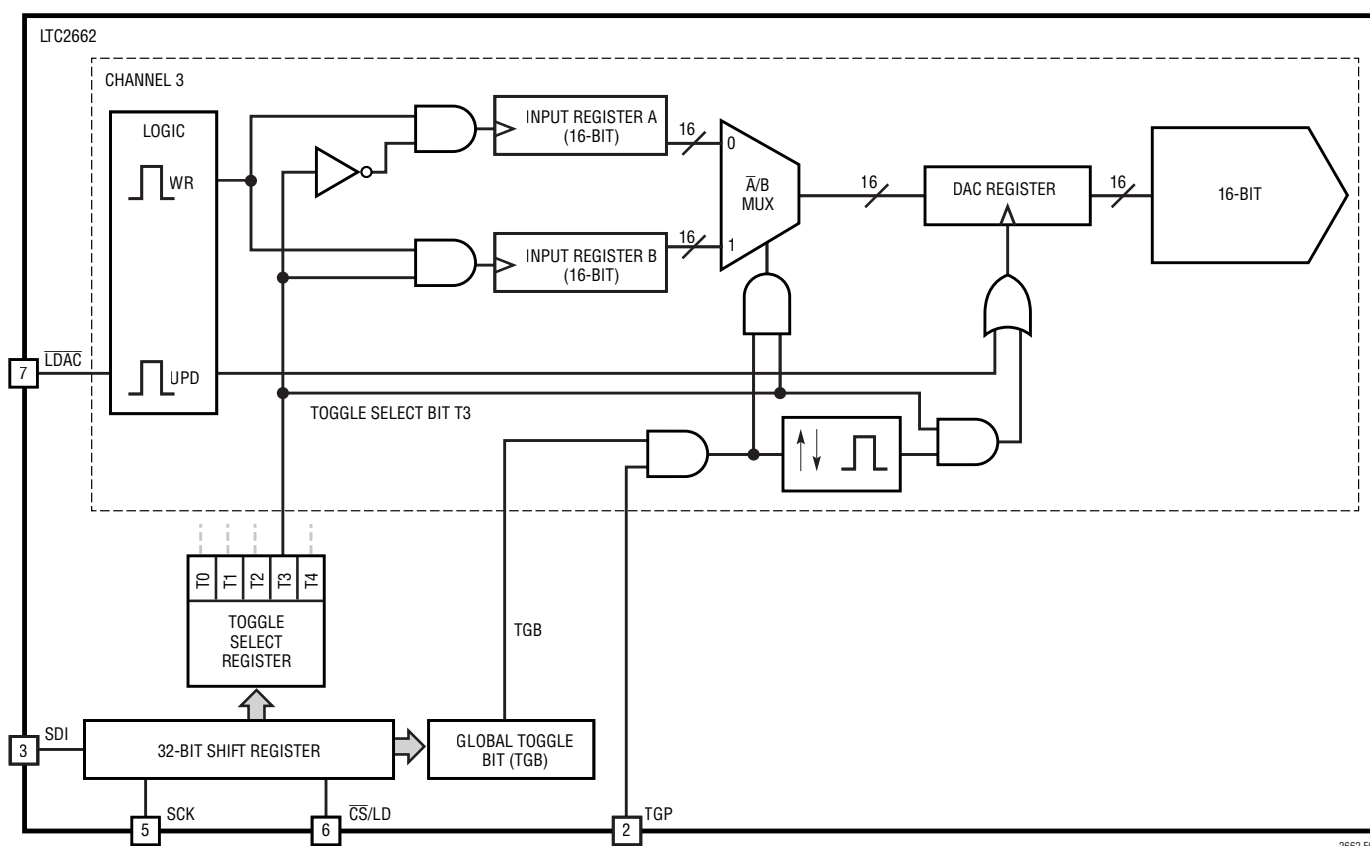 LTC2662
CHANNEL 3
LOGIC
WR
UPD
INPUT REGISTER A
(16-BIT)
16
0
INPUT REGISTER B
(16-BIT)
16
1
A̅/B
MUX
16
DAC REGISTER
16
16-BIT
7
L̅D̅A̅C̅
TOGGLE SELECT BIT T3
T0
T1
T2
T3
T4
TOGGLE
SELECT
REGISTER
TGB
3
SDI
32-BIT SHIFT REGISTER
GLOBAL TOGGLE
BIT (TGB)
5
SCK
6
C̅S̅/LD
2
TGP